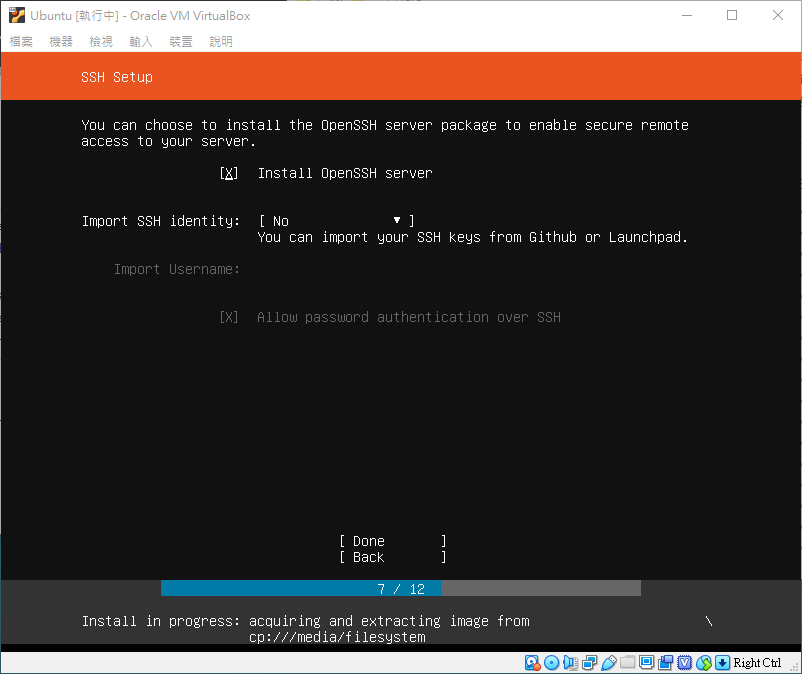 Ubuntu [執行中] - Oracle VM VirtualBox
檔案 機器 檢視 輸入 裝置 說明
SSH Setup
You can choose to install the OpenSSH server package to enable secure remote
access to your server.
[X] Install OpenSSH server
Import SSH identity: [ No ▼ ]
You can import your SSH keys from Github or Launchpad.
Import Username:
[X] Allow password authentication over SSH
[ Done ]
[ Back ]
7 / 12
Install in progress: acquiring and extracting image from \
cp:///media/filesystem
Right Ctrl